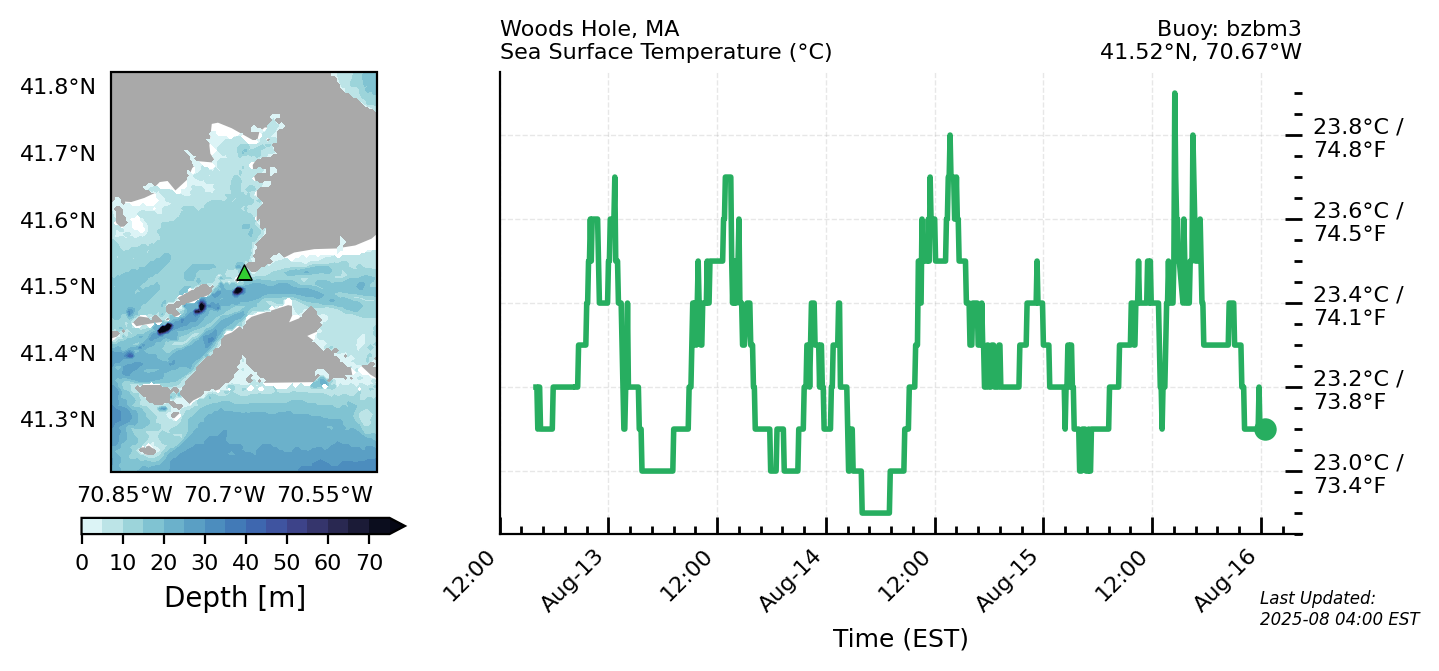 Woods Hole, MA
Sea Surface Temperature (°C)
Buoy: bzbm3
41.52°N, 70.67°W
41.8°N
41.7°N
41.6°N
41.5°N
41.4°N
41.3°N
70.85°W 70.7°W 70.55°W
0 10 20 30 40 50 60 70
Depth [m]
23.8°C /
74.8°F
23.6°C /
74.5°F
23.4°C /
74.1°F
23.2°C /
73.8°F
23.0°C /
73.4°F
12:00 Aug-13 12:00 Aug-14 12:00 Aug-15 12:00 Aug-16
Time (EST)
Last Updated:
2025-08 04:00 EST